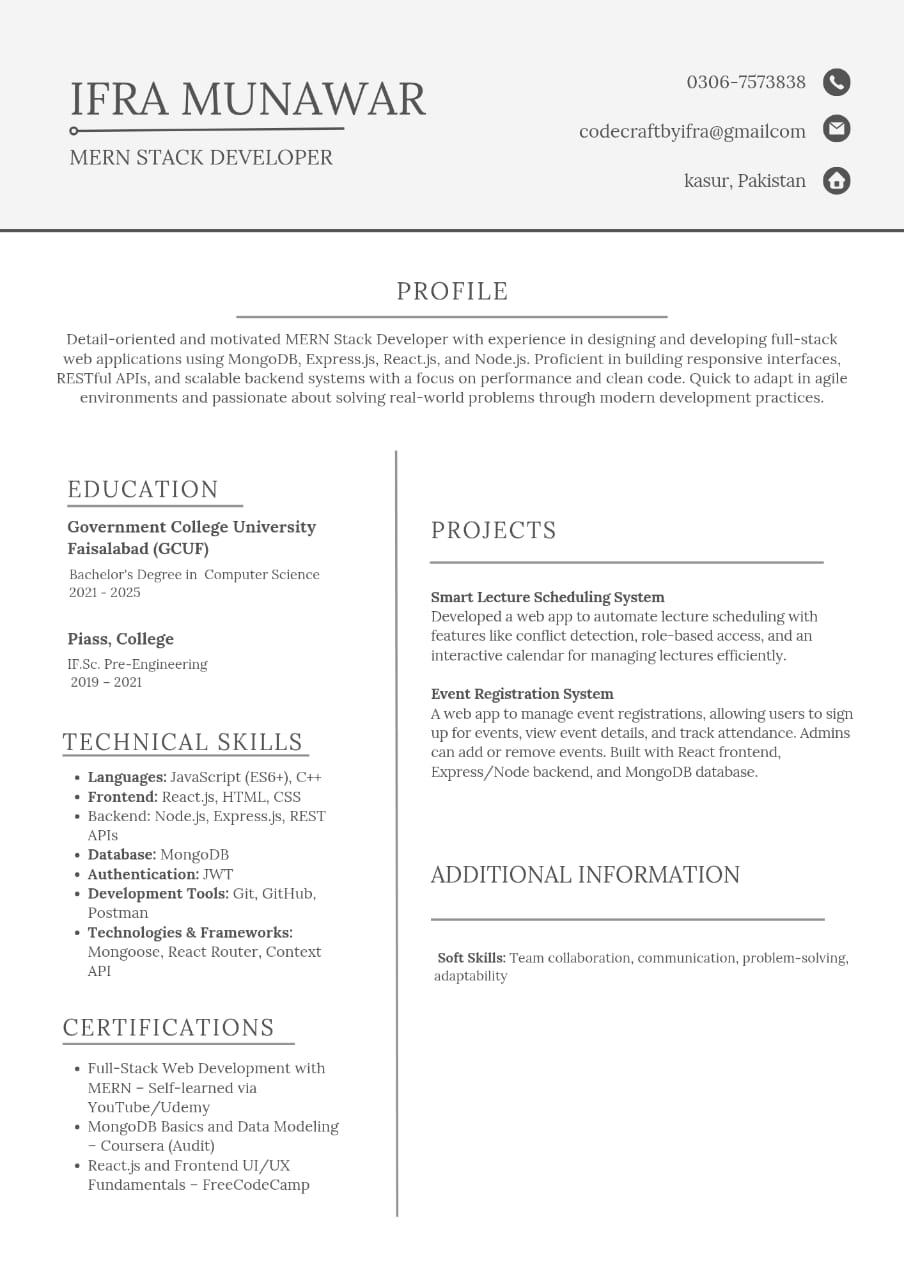 IFRA MUNAWAR
MERN STACK DEVELOPER
0306-7573838
codecraftbyifra@gmailcom
kasur, Pakistan
PROFILE
Detail-oriented and motivated MERN Stack Developer with experience in designing and developing full-stack
web applications using MongoDB, Express.js, React.js, and Node.js. Proficient in building responsive interfaces,
RESTful APIs, and scalable backend systems with a focus on performance and clean code. Quick to adapt in agile
environments and passionate about solving real-world problems through modern development practices.
EDUCATION
Government College University
Faisalabad (GCUF)
Bachelor's Degree in  Computer Science
2021 - 2025
Piass, College
IF.Sc. Pre-Engineering
2019 – 2021
TECHNICAL SKILLS
• Languages: JavaScript (ES6+), C++
• Frontend: React.js, HTML, CSS
• Backend: Node.js, Express.js, REST
APIs
• Database: MongoDB
• Authentication: JWT
• Development Tools: Git, GitHub,
Postman
• Technologies & Frameworks:
Mongoose, React Router, Context
API
CERTIFICATIONS
• Full-Stack Web Development with
MERN – Self-learned via
YouTube/Udemy
• MongoDB Basics and Data Modeling
– Coursera (Audit)
• React.js and Frontend UI/UX
Fundamentals – FreeCodeCamp
PROJECTS
Smart Lecture Scheduling System
Developed a web app to automate lecture scheduling with
features like conflict detection, role-based access, and an
interactive calendar for managing lectures efficiently.
Event Registration System
A web app to manage event registrations, allowing users to sign
up for events, view event details, and track attendance. Admins
can add or remove events. Built with React frontend,
Express/Node backend, and MongoDB database.
ADDITIONAL INFORMATION
Soft Skills: Team collaboration, communication, problem-solving,
adaptability